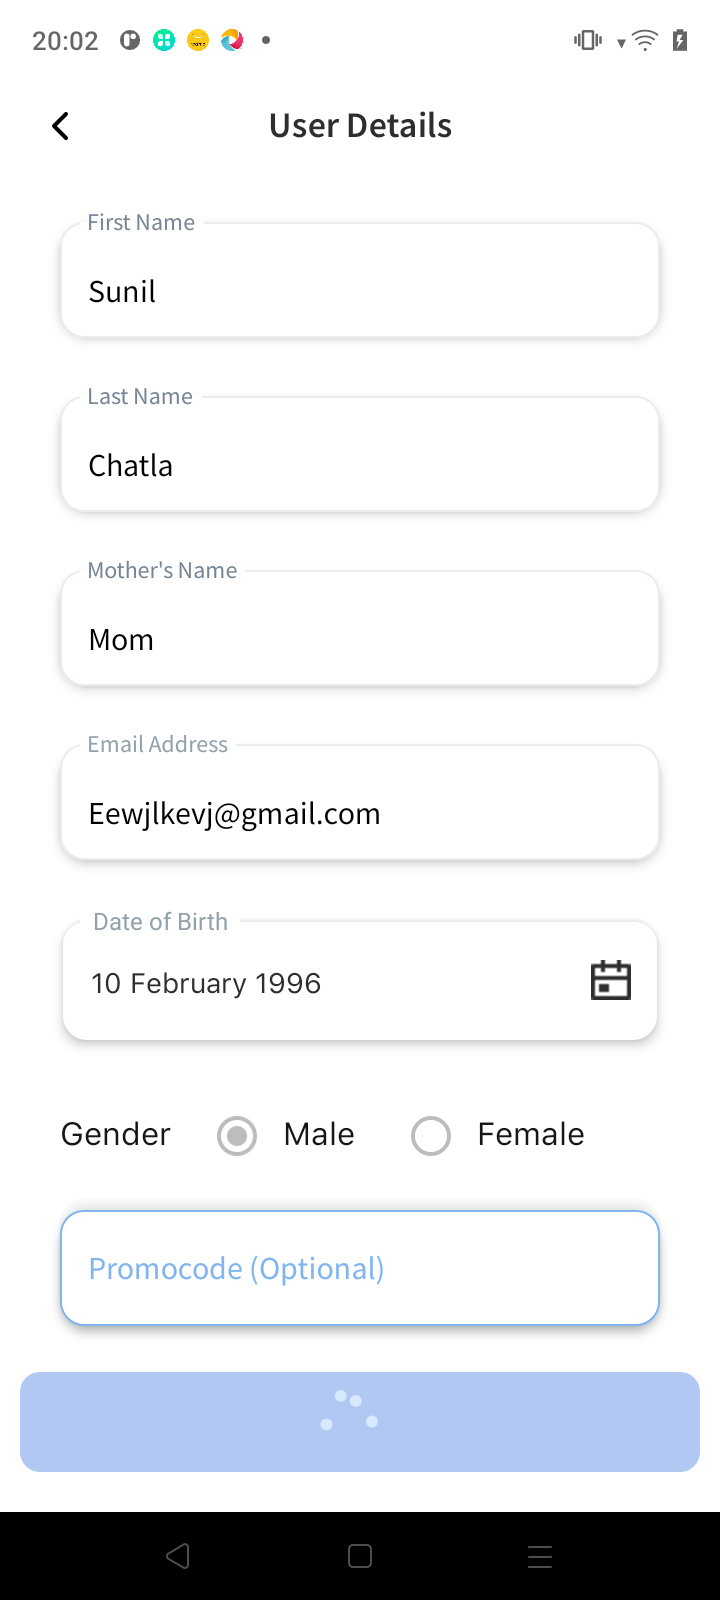 20:02
User Details
First Name
Sunil
Last Name
Chatla
Mother's Name
Mom
Email Address
Eewjlkevj@gmail.com
Date of Birth
10 February 1996
Gender Male Female
Promocode (Optional)